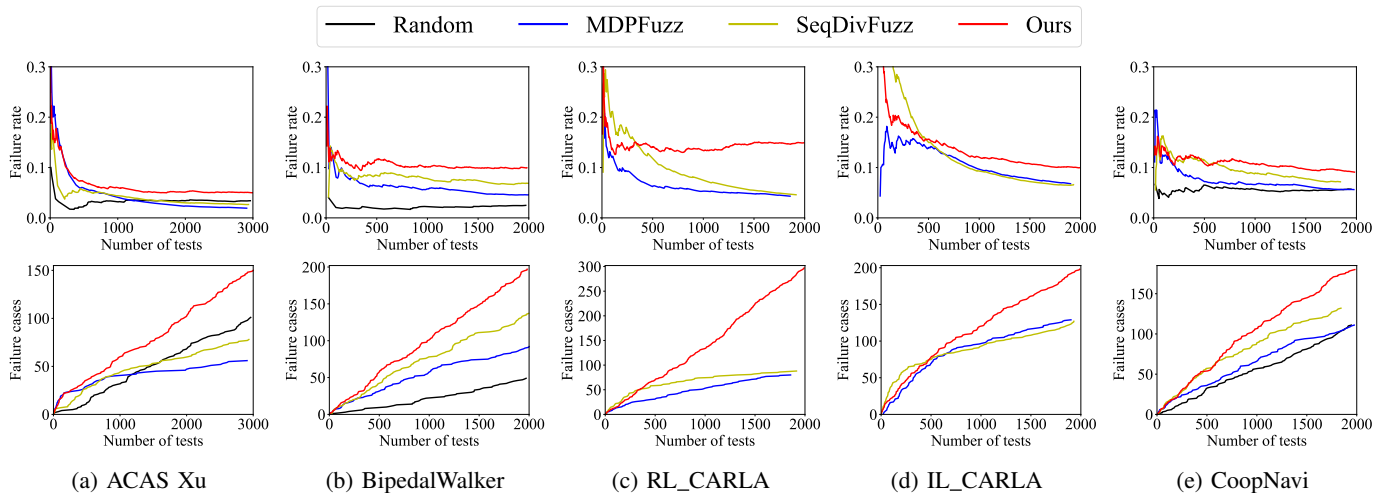 Random MDPFuzz SeqDivFuzz Ours
Failure rate
0.3
0.2
0.1
0.0
0 1000 2000 3000
Number of tests
Failure rate
0.3
0.2
0.1
0.0
0 500 1000 1500 2000
Number of tests
Failure rate
0.3
0.2
0.1
0.0
0 500 1000 1500 2000
Number of tests
Failure rate
0.3
0.2
0.1
0.0
0 500 1000 1500 2000
Number of tests
Failure rate
0.3
0.2
0.1
0.0
0 500 1000 1500 2000
Number of tests
Failure cases
150
100
50
0
0 1000 2000 3000
Number of tests
Failure cases
200
150
100
50
0
0 500 1000 1500 2000
Number of tests
Failure cases
300
250
200
150
100
50
0
0 500 1000 1500 2000
Number of tests
Failure cases
200
150
100
50
0
0 500 1000 1500 2000
Number of tests
Failure cases
150
100
50
0
0 500 1000 1500 2000
Number of tests
(a) ACAS Xu
(b) BipedalWalker
(c) RL_CARLA
(d) IL_CARLA
(e) CoopNavi